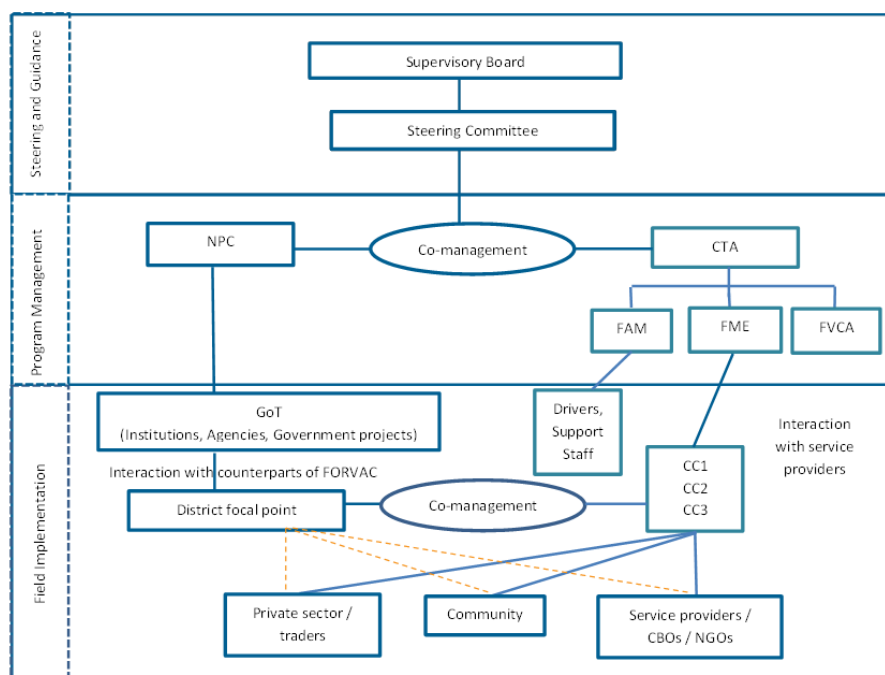 Steering and Guidance
Supervisory Board
Steering Committee
Program Management
NPC
Co-management
CTA
FAM
FME
FVCA
Field Implementation
GoT
(Institutions, Agencies, Government projects)
Drivers,
Support
Staff
Interaction
with service
providers
Interaction with counterparts of FORVAC
CC1
CC2
CC3
District focal point
Co-management
Private sector /
traders
Community
Service providers /
CBOs / NGOs